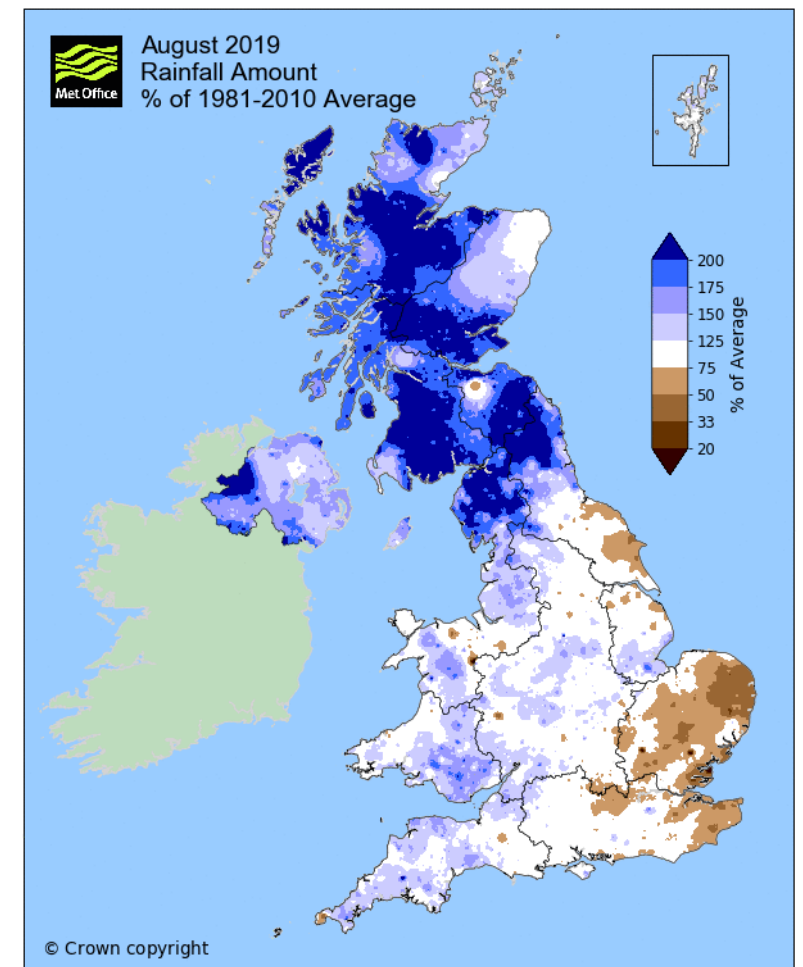 August 2019
Rainfall Amount
% of 1981-2010 Average
Met Office
200
175
150
125
75
50
33
20
% of Average
© Crown copyright